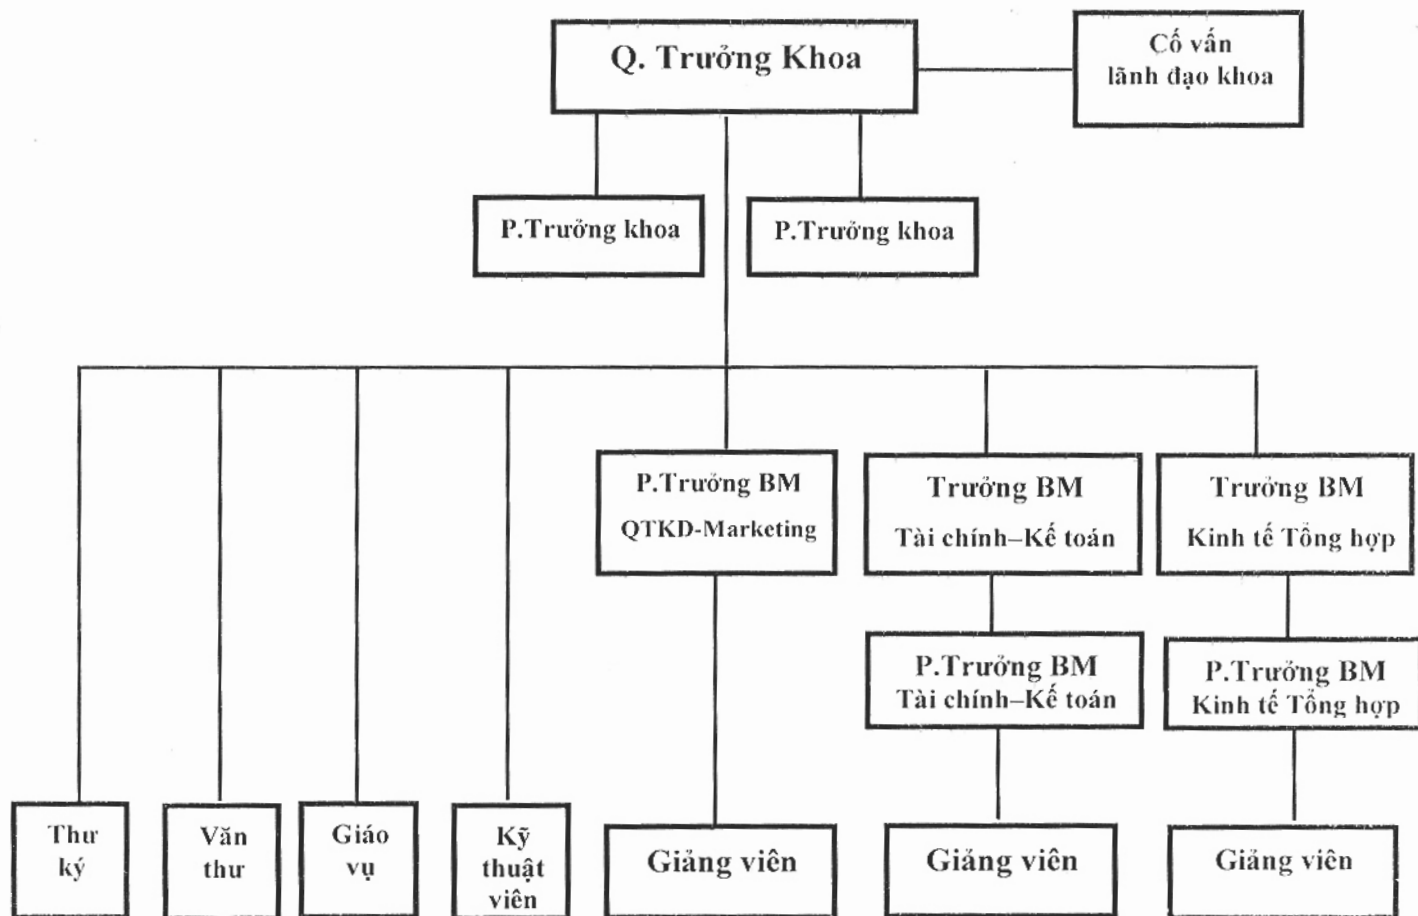 Q. Trưởng Khoa
Cố vấn
lãnh đạo khoa
P.Trưởng khoa
P.Trưởng khoa
P.Trưởng BM
QTKD-Marketing
Trưởng BM
Tài chính–Kế toán
Trưởng BM
Kinh tế Tổng hợp
P.Trưởng BM
Tài chính–Kế toán
P.Trưởng BM
Kinh tế Tổng hợp
Thư
ký
Văn
thư
Giáo
vụ
Kỹ
thuật
viên
Giảng viên
Giảng viên
Giảng viên